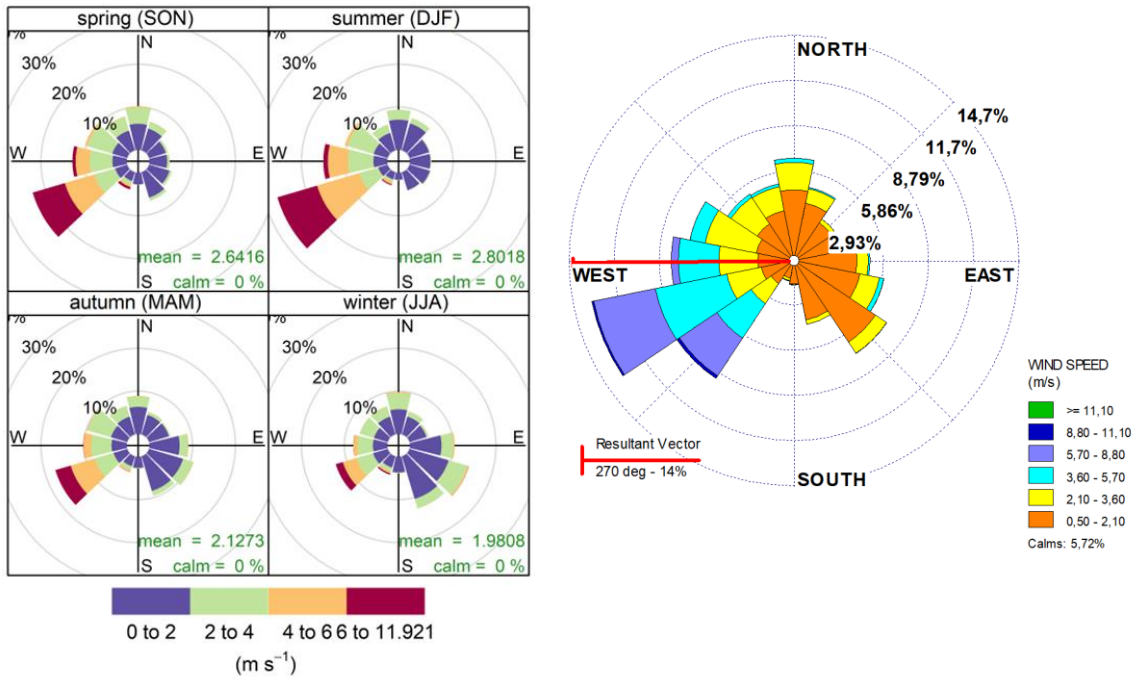 spring (SON)
summer (DJF)
%
N
30%
20%
10%
W
E
mean = 2.6416
S
calm = 0 %
%
N
30%
20%
10%
W
E
mean = 2.8018
S
calm = 0 %
autumn (MAM)
winter (JJA)
%
N
30%
20%
10%
W
E
mean = 2.1273
S
calm = 0 %
%
N
30%
20%
10%
W
E
mean = 1.9808
S
calm = 0 %
0 to 2
2 to 4
4 to 6
6 to 11.921
(m s⁻¹)
NORTH
14,7%
11,7%
8,79%
5,86%
2,93%
WEST
EAST
SOUTH
Resultant Vector
270 deg - 14%
WIND SPEED
(m/s)
>= 11,10
8,80 - 11,10
5,70 - 8,80
3,60 - 5,70
2,10 - 3,60
0,50 - 2,10
Calms: 5,72%